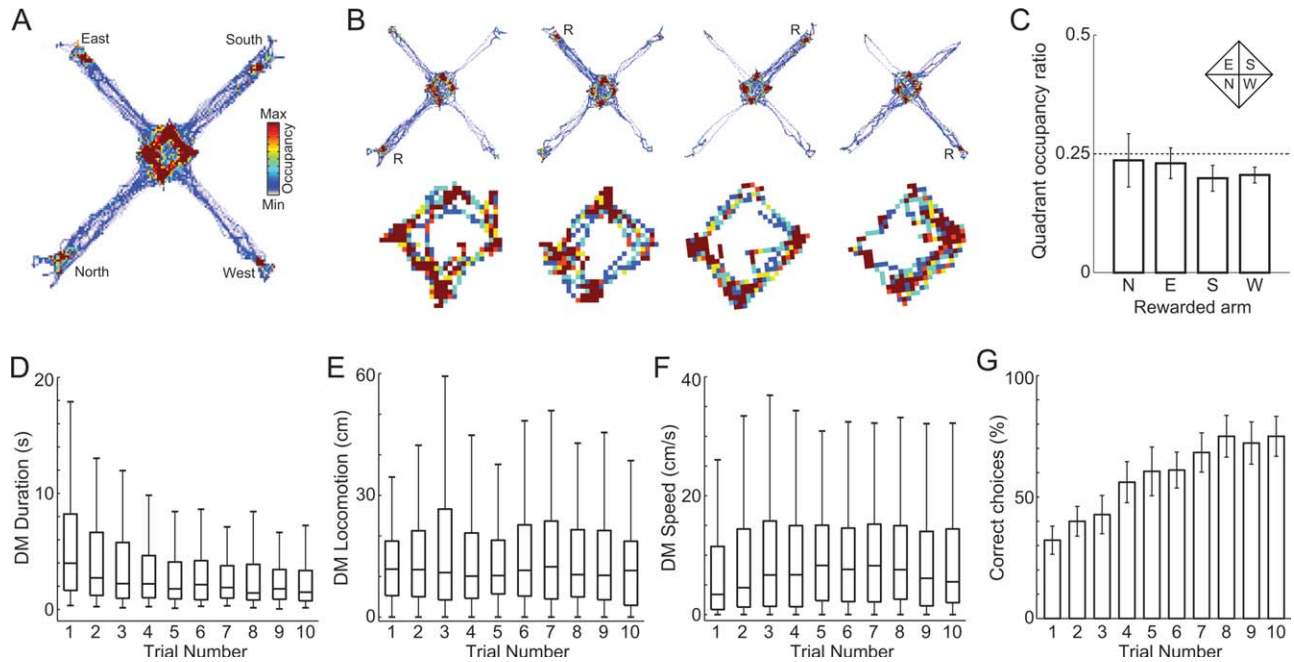 A
East
South
North
West
Max
Occupancy
Min
B
R
R
R
R
C
Quadrant occupancy ratio
0.5
0.25
0
E S
N W
N E S W
Rewarded arm
D
DM Duration (s)
20
10
0
1 2 3 4 5 6 7 8 9 10
Trial Number
E
DM Locomotion (cm)
60
30
0
1 2 3 4 5 6 7 8 9 10
Trial Number
F
DM Speed (cm/s)
40
20
0
1 2 3 4 5 6 7 8 9 10
Trial Number
G
Correct choices (%)
100
50
0
1 2 3 4 5 6 7 8 9 10
Trial Number